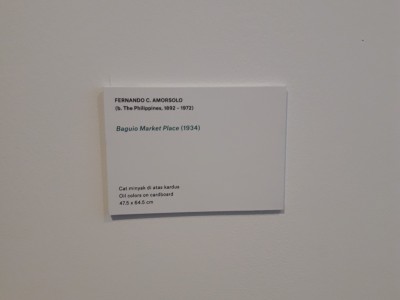 FERNANDO C. AMORSOLO
(b. The Philippines, 1892 - 1972)
Baguio Market Place (1934)
Cat minyak di atas kardus
Oil colors on cardboard
47.5 x 64.5 cm